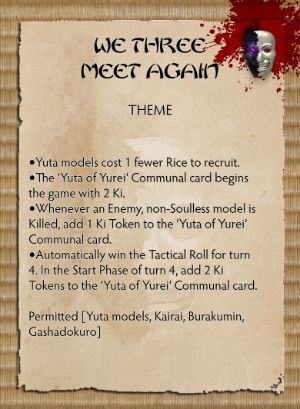 WE THREE
MEET AGAIN
THEME
•Yuta models cost 1 fewer Rice to recruit.
•The 'Yuta of Yurei' Communal card begins
the game with 2 Ki.
•Whenever an Enemy, non-Soulless model is
Killed, add 1 Ki Token to the 'Yuta of Yurei'
Communal card.
•Automatically win the Tactical Roll for turn
4. In the Start Phase of turn 4, add 2 Ki
Tokens to the 'Yuta of Yurei' Communal card.
Permitted [Yuta models, Kairai, Burakumin,
Gashadokuro]